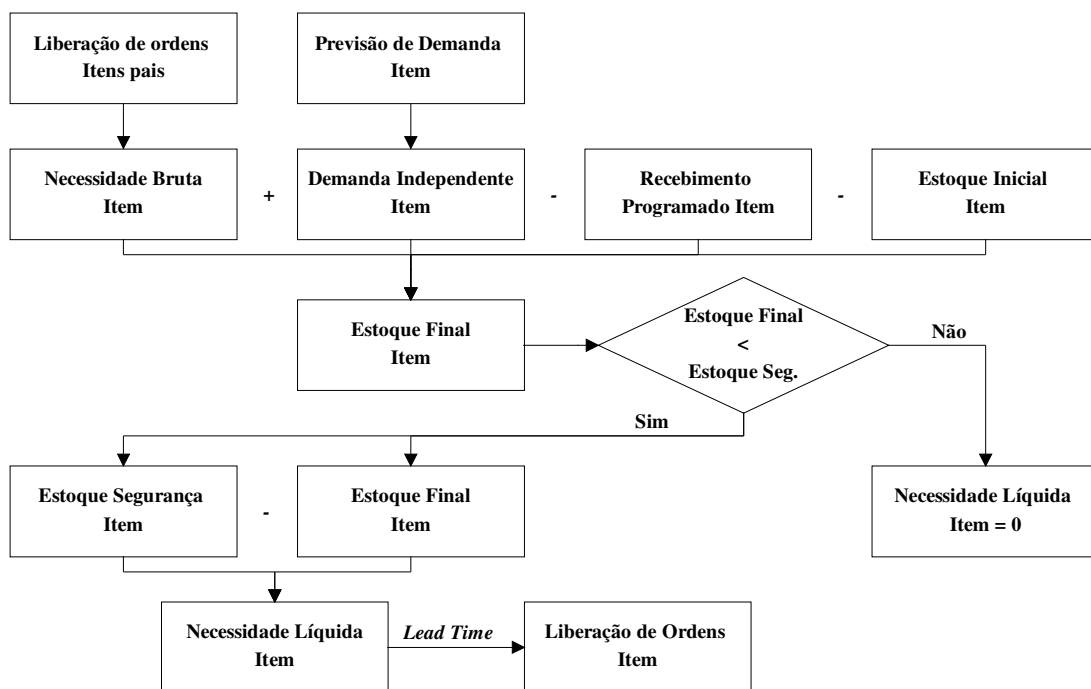 Liberação de ordens
Itens pais
Previsão de Demanda
Item
Necessidade Bruta
Item
+
Demanda Independente
Item
-
Recebimento
Programado Item
-
Estoque Inicial
Item
Estoque Final
Item
Estoque Final
<
Estoque Seg.
Não
Sim
Estoque Segurança
Item
-
Estoque Final
Item
Necessidade Líquida
Item = 0
Necessidade Líquida
Item
Lead Time
Liberação de Ordens
Item